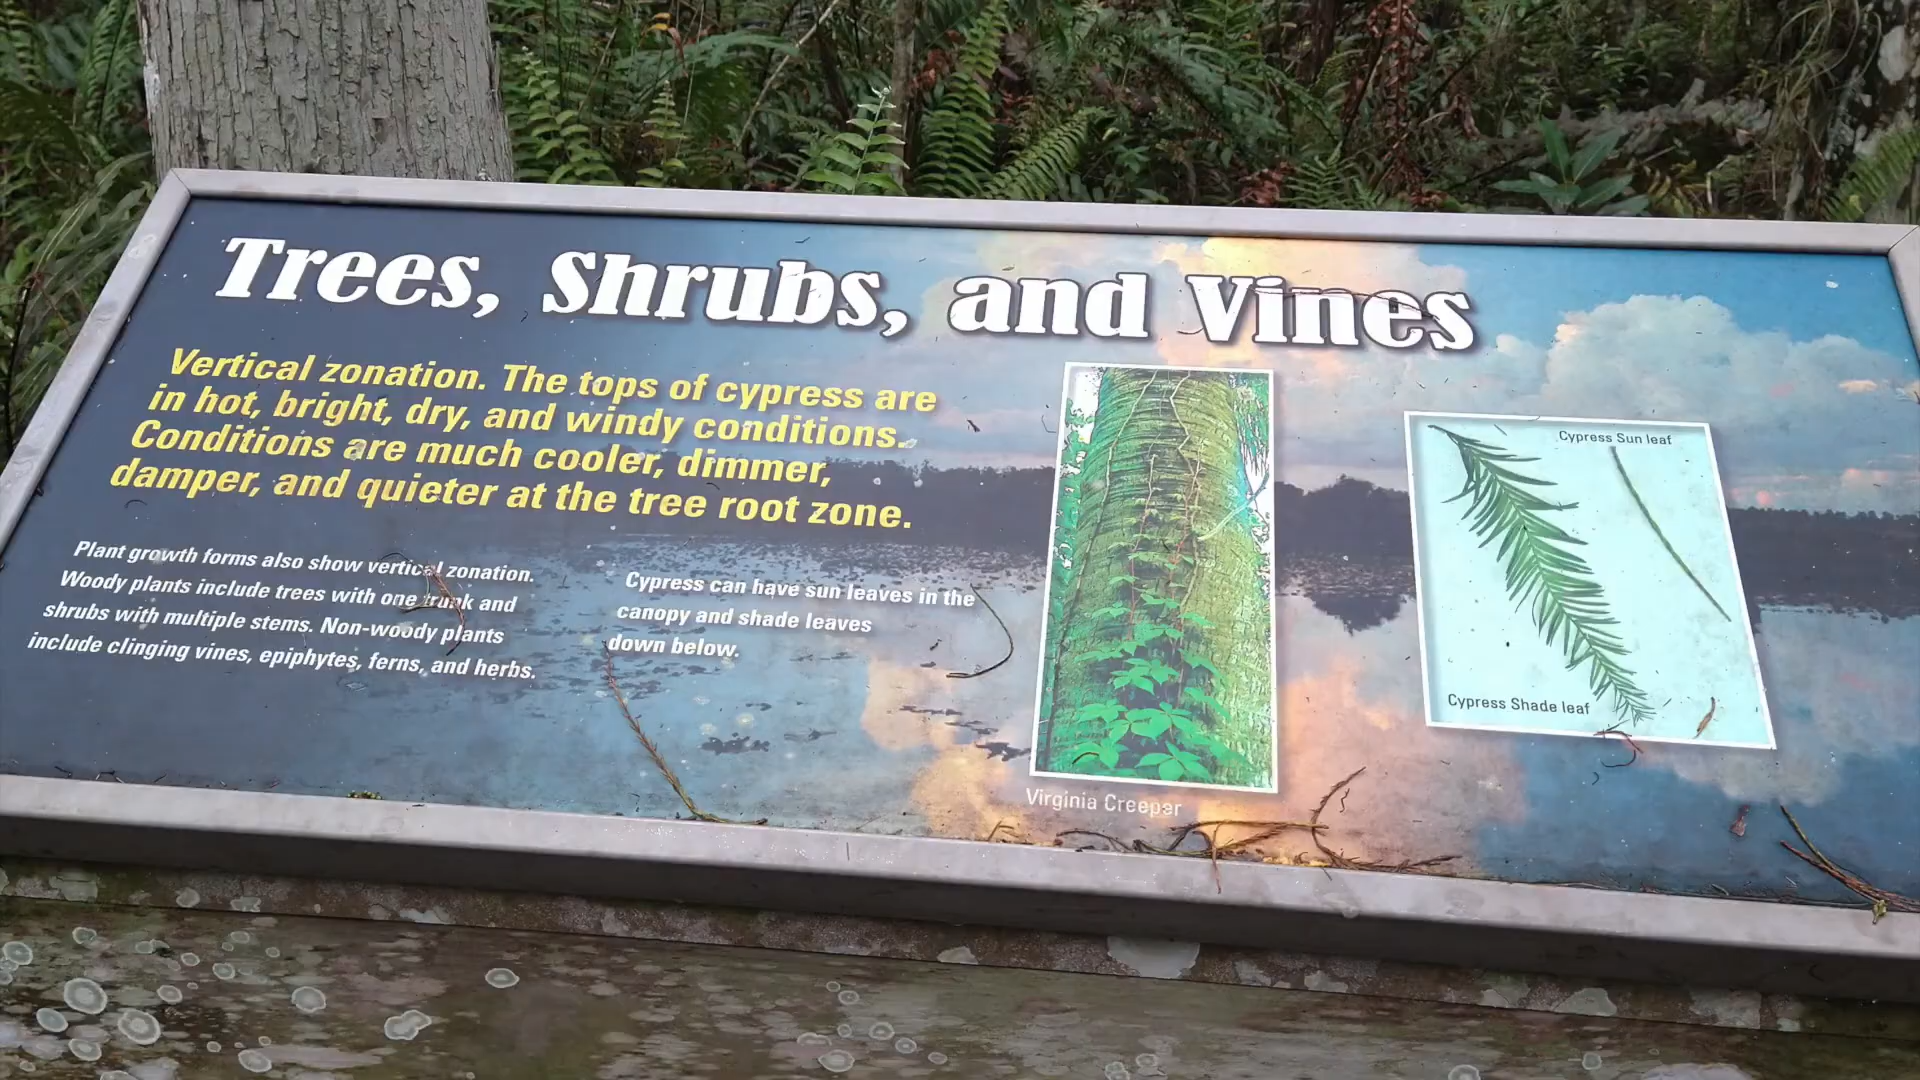 Trees, Shrubs, and Vines
Vertical zonation. The tops of cypress are
in hot, bright, dry, and windy conditions.
Conditions are much cooler, dimmer,
damper, and quieter at the tree root zone.
Plant growth forms also show vertical zonation.
Woody plants include trees with one trunk and
shrubs with multiple stems. Non-woody plants
include clinging vines, epiphytes, ferns, and herbs.
Cypress can have sun leaves in the
canopy and shade leaves
down below.
Virginia Creeper
Cypress Sun leaf
Cypress Shade leaf